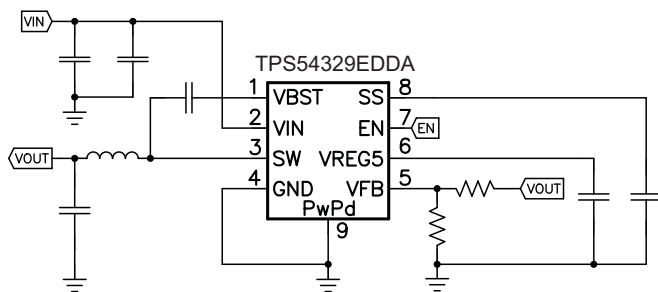 VIN
TPS54329EDDA
1 VBST SS 8
2 VIN EN 7 EN
VOUT 3 SW VREG5 6
4 GND VFB 5 VOUT
PwPd
9